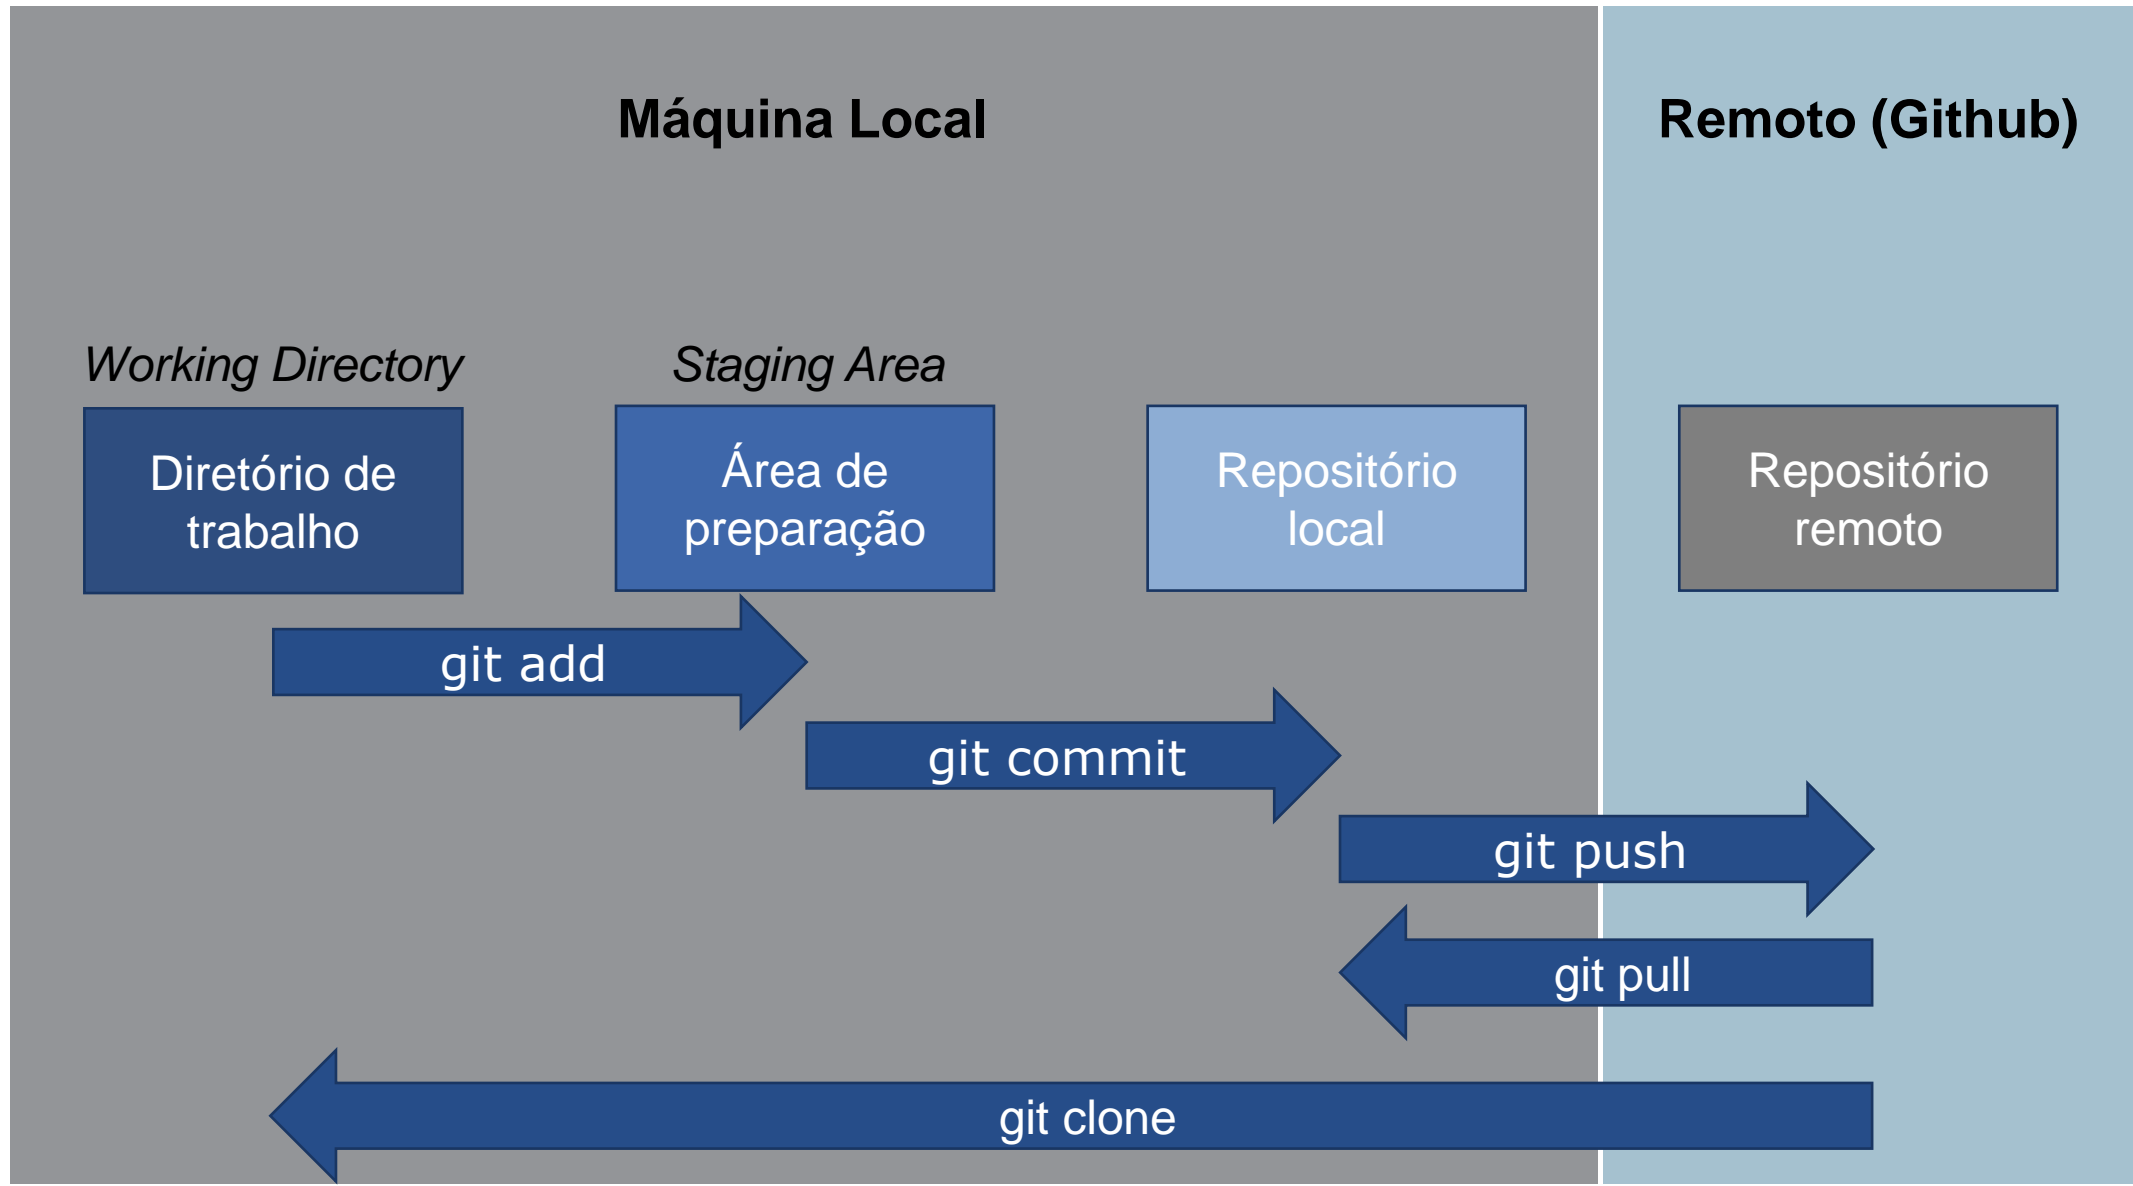 Máquina Local
Remoto (Github)
Working Directory
Staging Area
Diretório de
trabalho
Área de
preparação
Repositório
local
Repositório
remoto
git add
git commit
git push
git pull
git clone